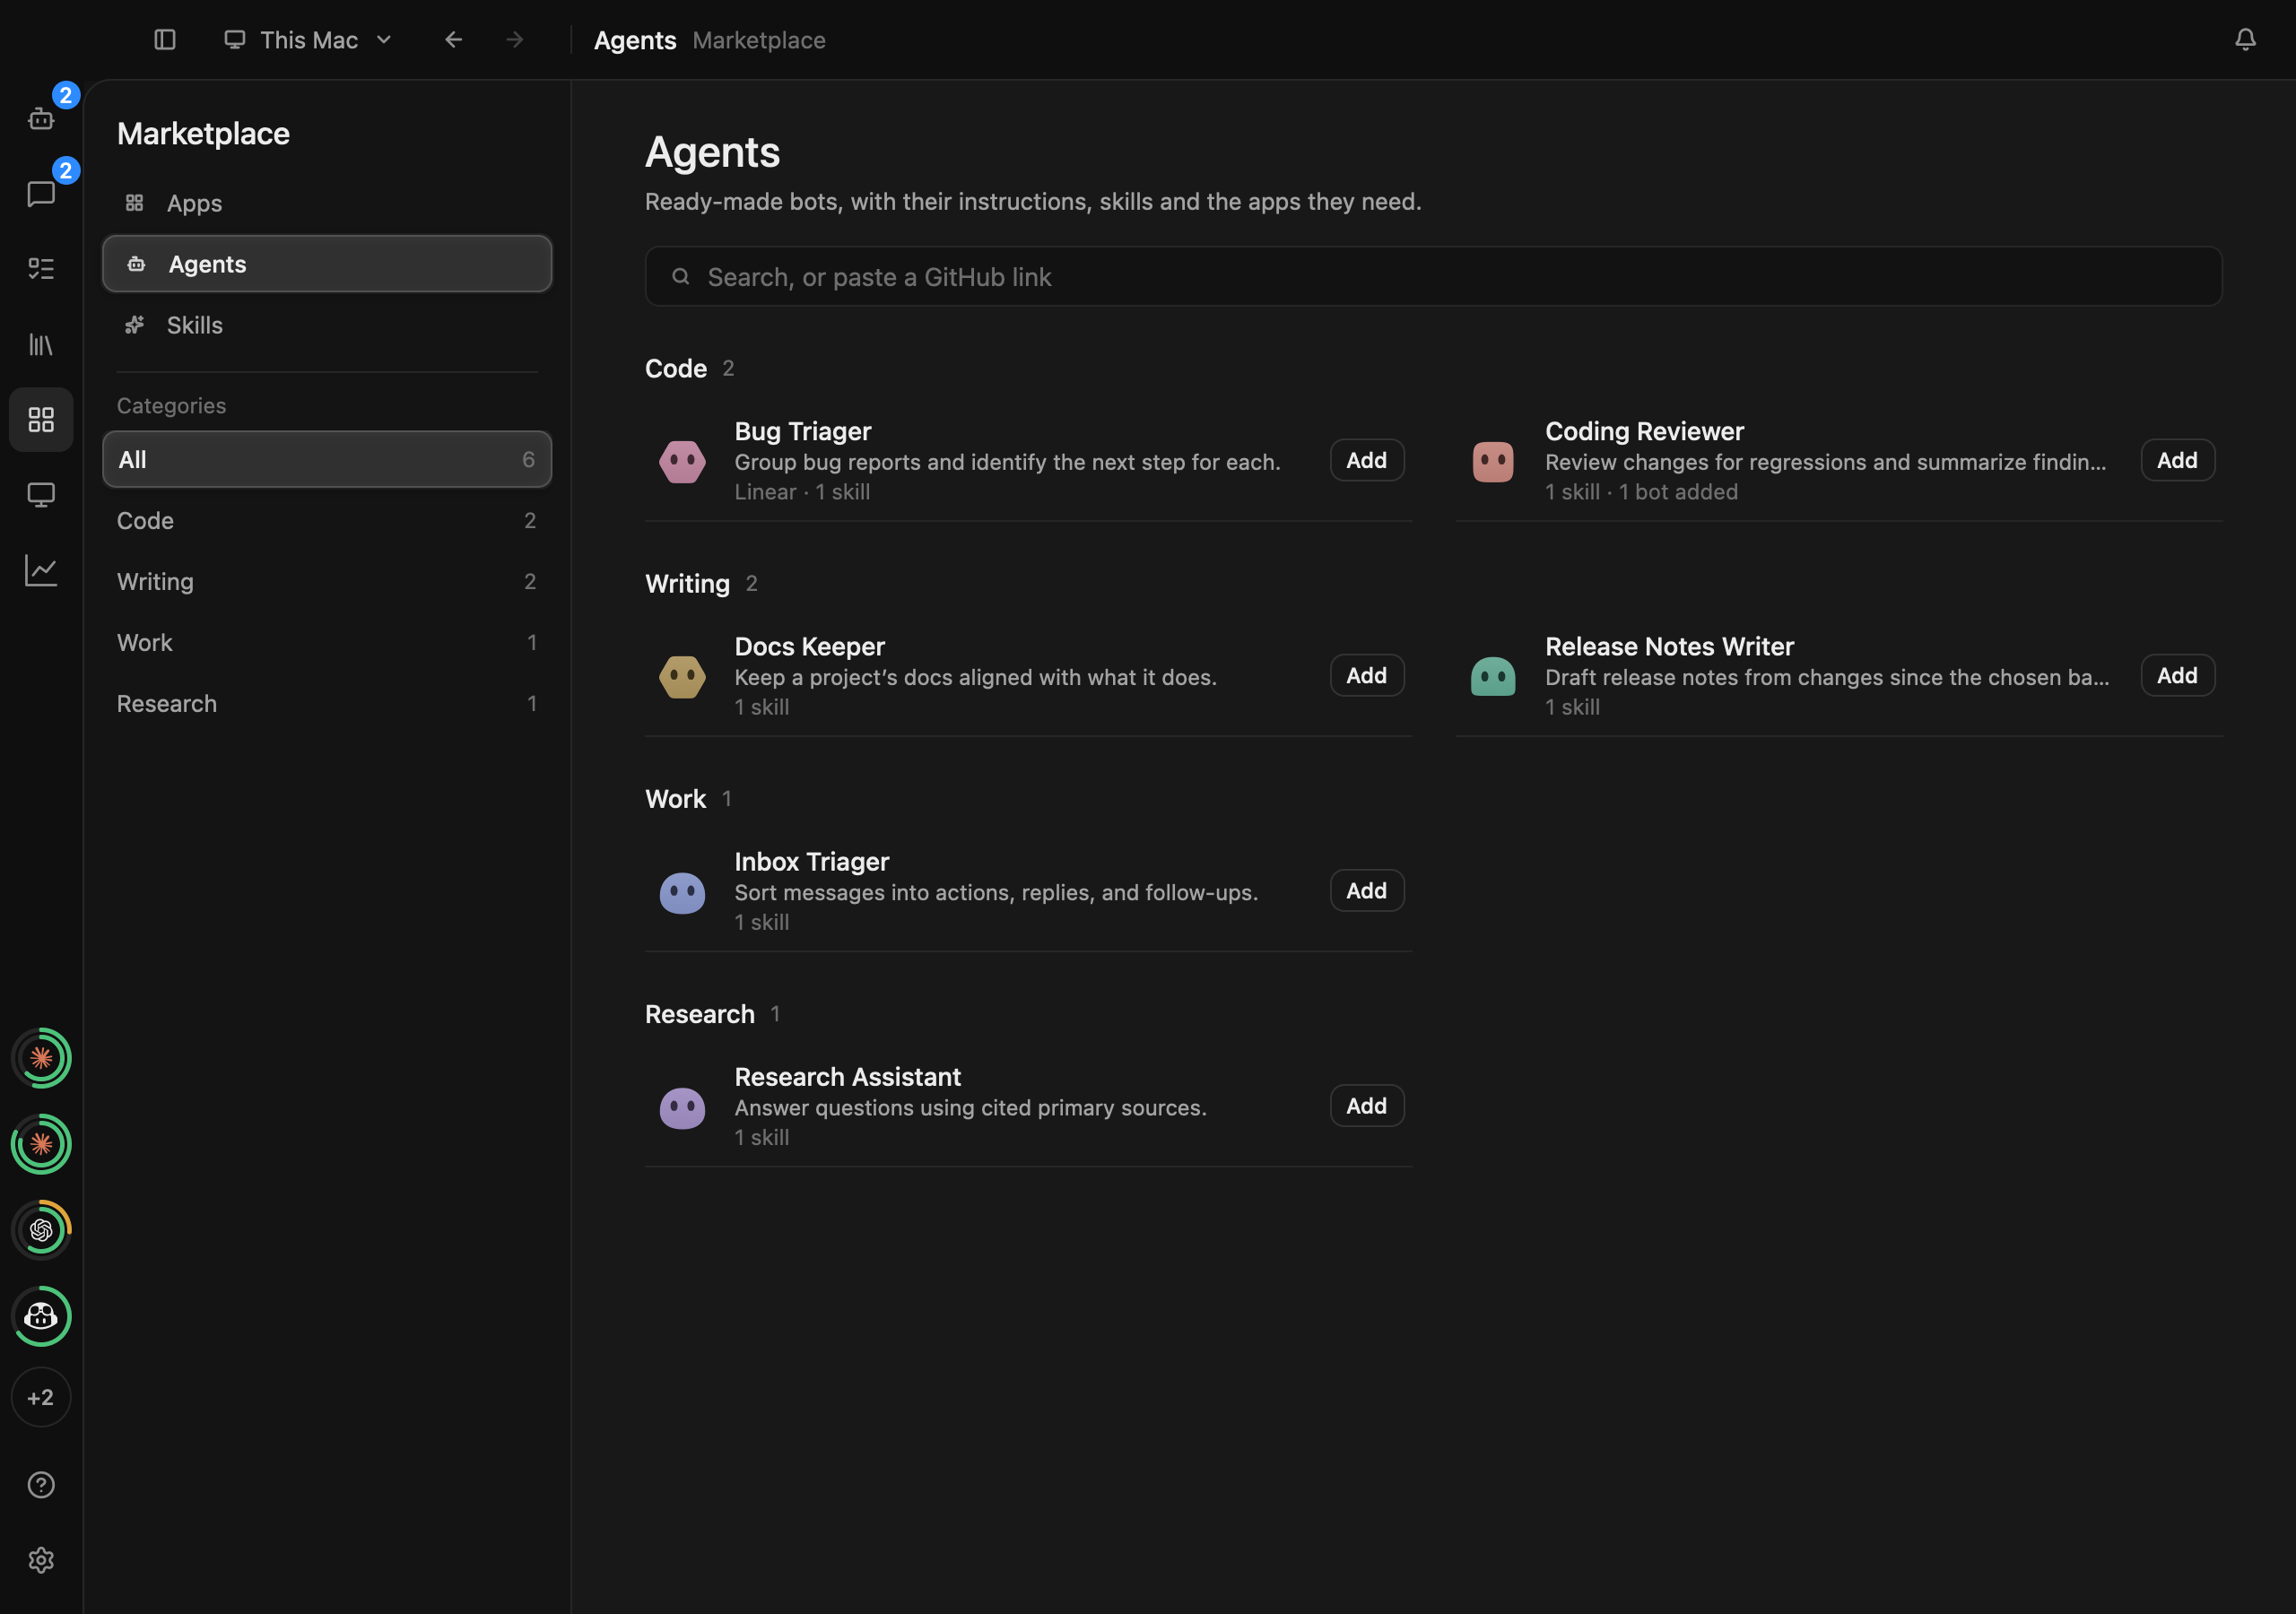 This Mac
Agents Marketplace
2
2
Marketplace
Apps
Agents
Skills
Categories
All 6
Code 2
Writing 2
Work 1
Research 1
+2
Agents
Ready-made bots, with their instructions, skills and the apps they need.
Search, or paste a GitHub link
Code 2
Bug Triager
Group bug reports and identify the next step for each.
Linear · 1 skill
Add
Coding Reviewer
Review changes for regressions and summarize findin...
1 skill · 1 bot added
Add
Writing 2
Docs Keeper
Keep a project’s docs aligned with what it does.
1 skill
Add
Release Notes Writer
Draft release notes from changes since the chosen ba...
1 skill
Add
Work 1
Inbox Triager
Sort messages into actions, replies, and follow-ups.
1 skill
Add
Research 1
Research Assistant
Answer questions using cited primary sources.
1 skill
Add